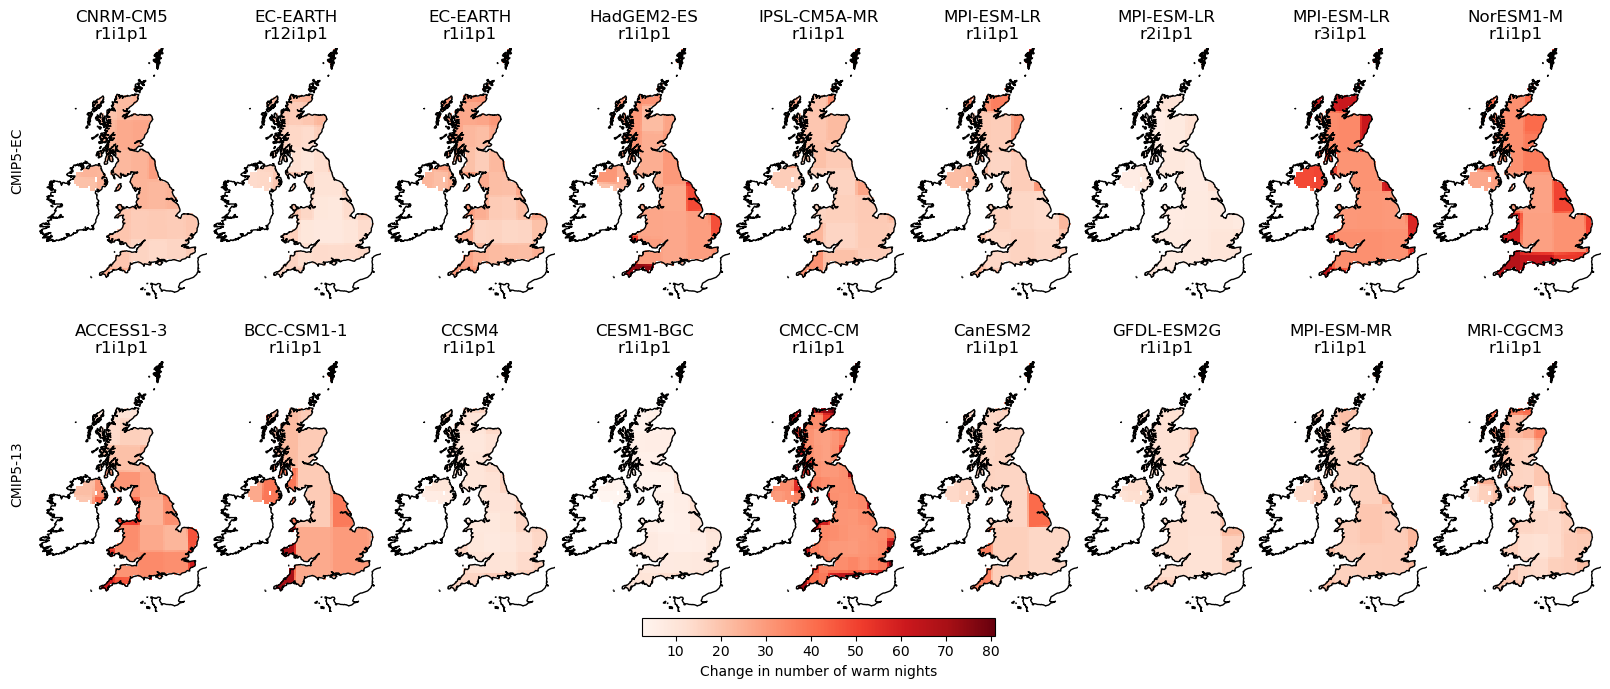 CNRM-CM5 EC-EARTH EC-EARTH HadGEM2-ES IPSL-CM5A-MR MPI-ESM-LR MPI-ESM-LR MPI-ESM-LR NorESM1-M
r1i1p1 r12i1p1 r1i1p1 r1i1p1 r1i1p1 r1i1p1 r2i1p1 r3i1p1 r1i1p1
CMIP5-EC
ACCESS1-3 BCC-CSM1-1 CCSM4 CESM1-BGC CMCC-CM CanESM2 GFDL-ESM2G MPI-ESM-MR MRI-CGCM3
r1i1p1 r1i1p1 r1i1p1 r1i1p1 r1i1p1 r1i1p1 r1i1p1 r1i1p1 r1i1p1
CMIP5-13
10 20 30 40 50 60 70 80
Change in number of warm nights